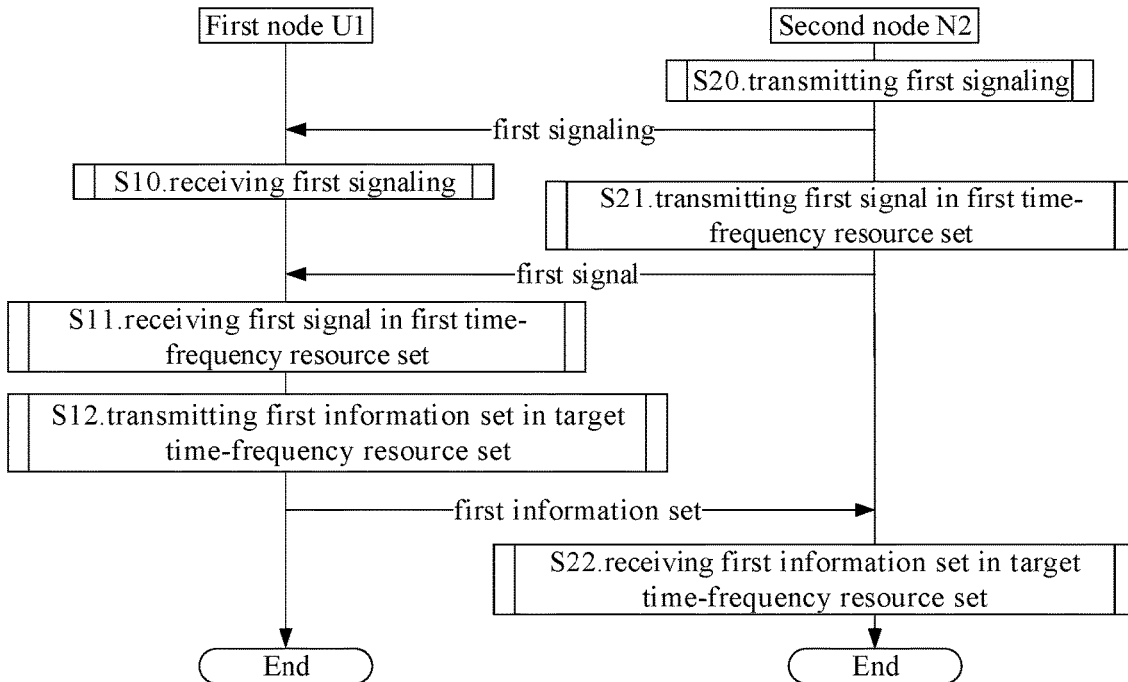 First node U1
Second node N2
S20.transmitting first signaling
first signaling
S10.receiving first signaling
S21.transmitting first signal in first time-
frequency resource set
first signal
S11.receiving first signal in first time-
frequency resource set
S12.transmitting first information set in target
time-frequency resource set
first information set
S22.receiving first information set in target
time-frequency resource set
End
End